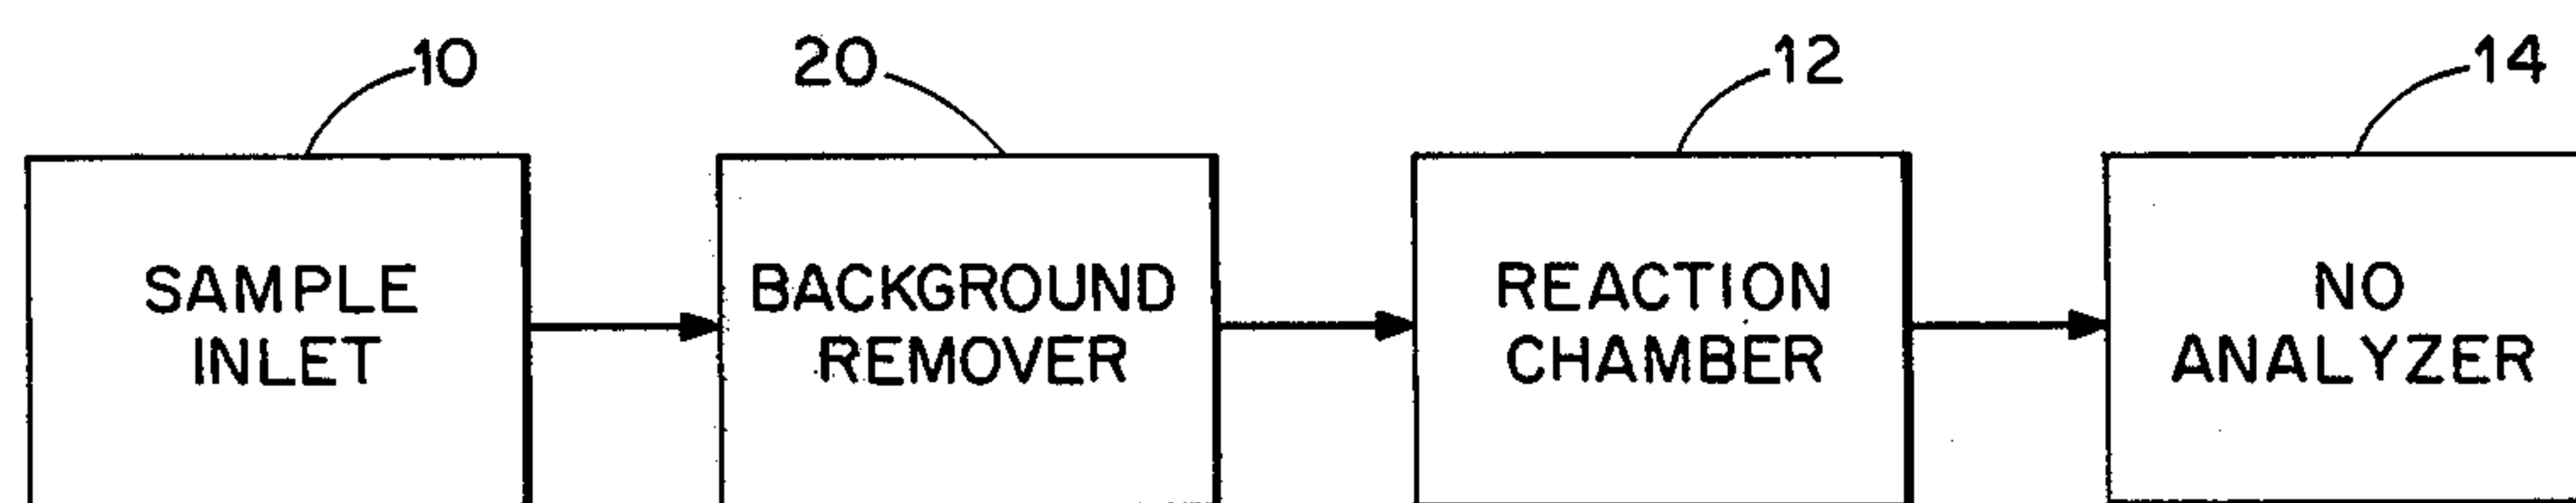 10 20 12 14
SAMPLE INLET
BACKGROUND REMOVER
REACTION CHAMBER
NO ANALYZER